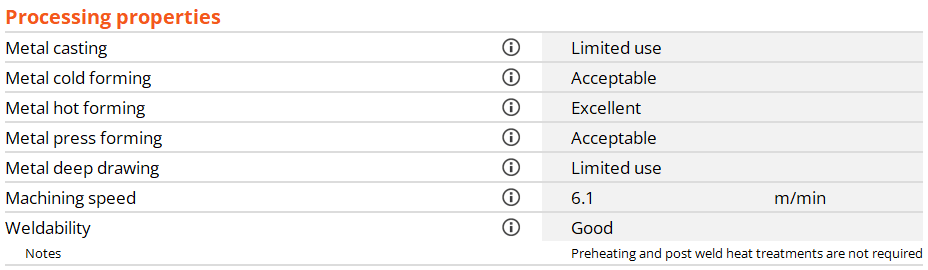 Processing properties
Metal casting Limited use
Metal cold forming Acceptable
Metal hot forming Excellent
Metal press forming Acceptable
Metal deep drawing Limited use
Machining speed 6.1 m/min
Weldability Good
Notes Preheating and post weld heat treatments are not required